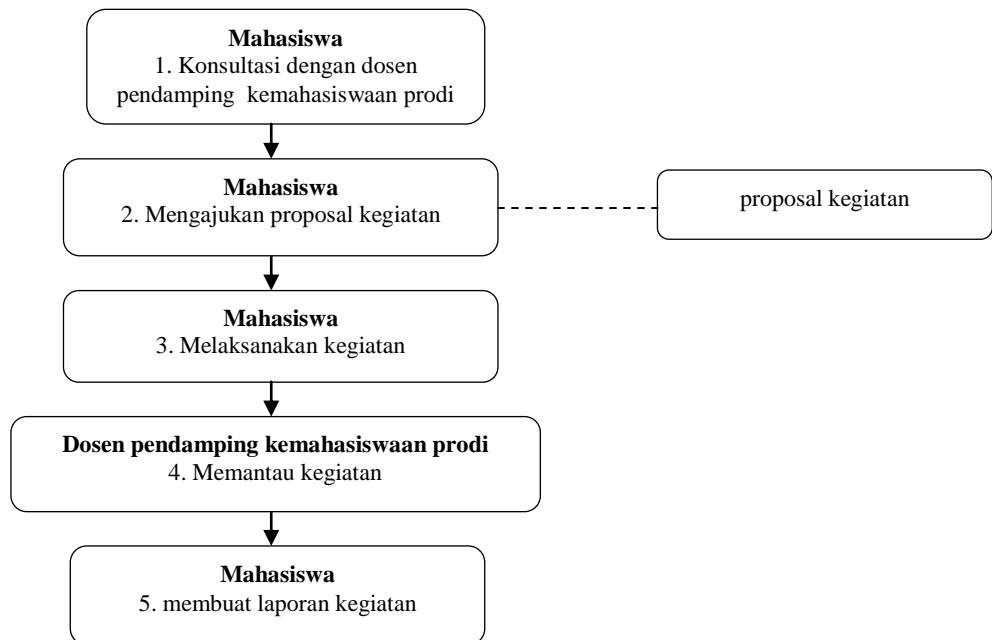 Mahasiswa
1. Konsultasi dengan dosen
pendamping kemahasiswaan prodi
Mahasiswa
2. Mengajukan proposal kegiatan
proposal kegiatan
Mahasiswa
3. Melaksanakan kegiatan
Dosen pendamping kemahasiswaan prodi
4. Memantau kegiatan
Mahasiswa
5. membuat laporan kegiatan